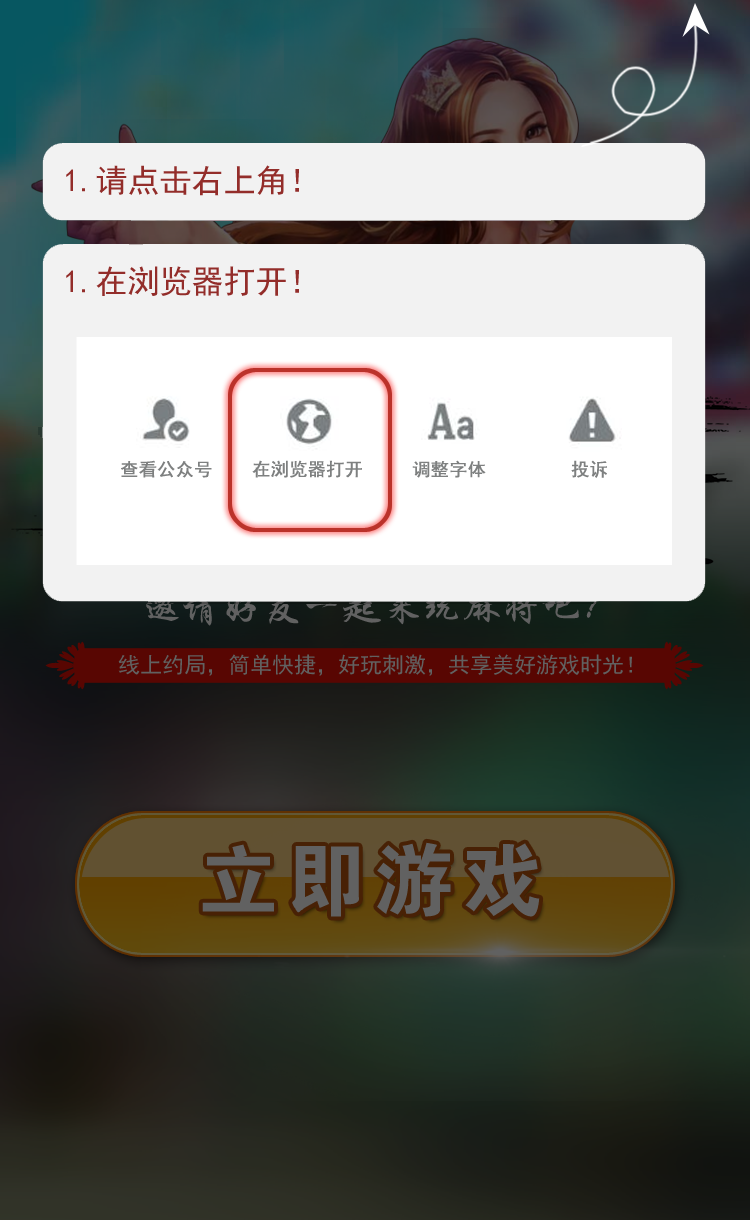 1.请点击右上角！
1.在浏览器打开！
查看公众号 在浏览器打开 调整字体 投诉
邀请好友一起来玩麻将吧！
线上约局，简单快捷，好玩刺激，共享美好游戏时光！
立即游戏